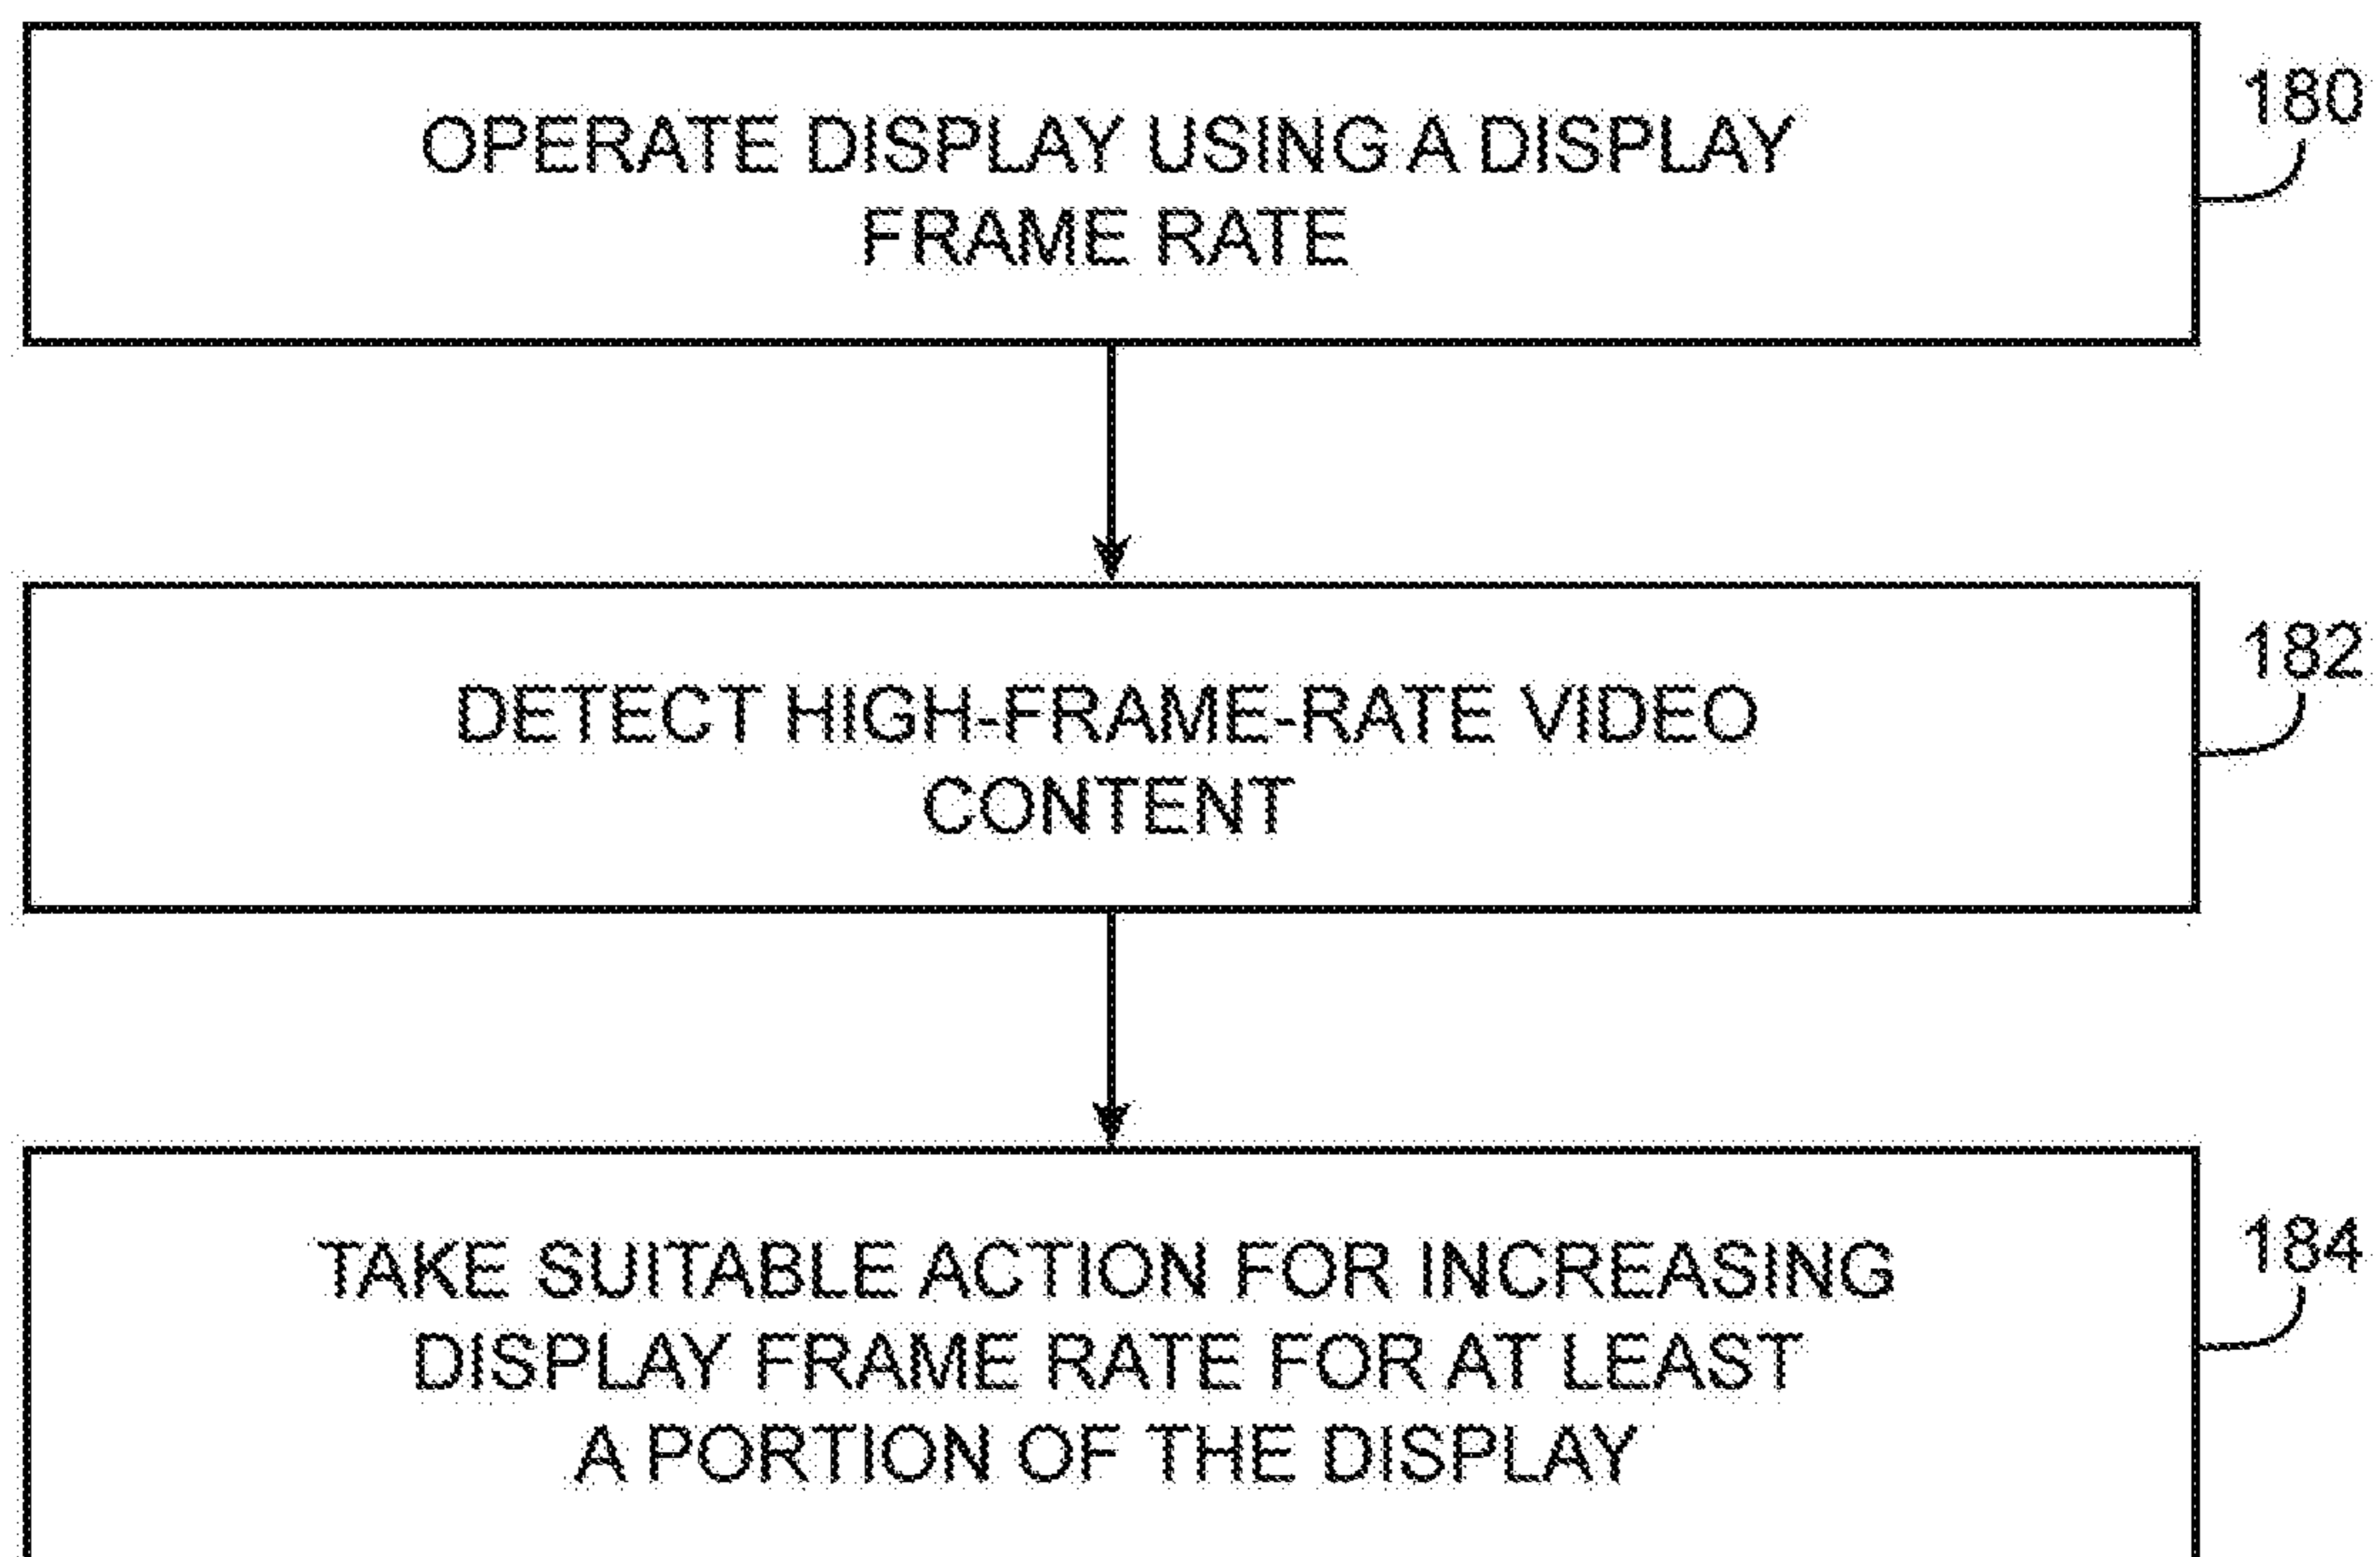 OPERATE DISPLAY USING A DISPLAY
FRAME RATE
180
DETECT HIGH-FRAME-RATE VIDEO
CONTENT
182
TAKE SUITABLE ACTION FOR INCREASING
DISPLAY FRAME RATE FOR AT LEAST
A PORTION OF THE DISPLAY
184